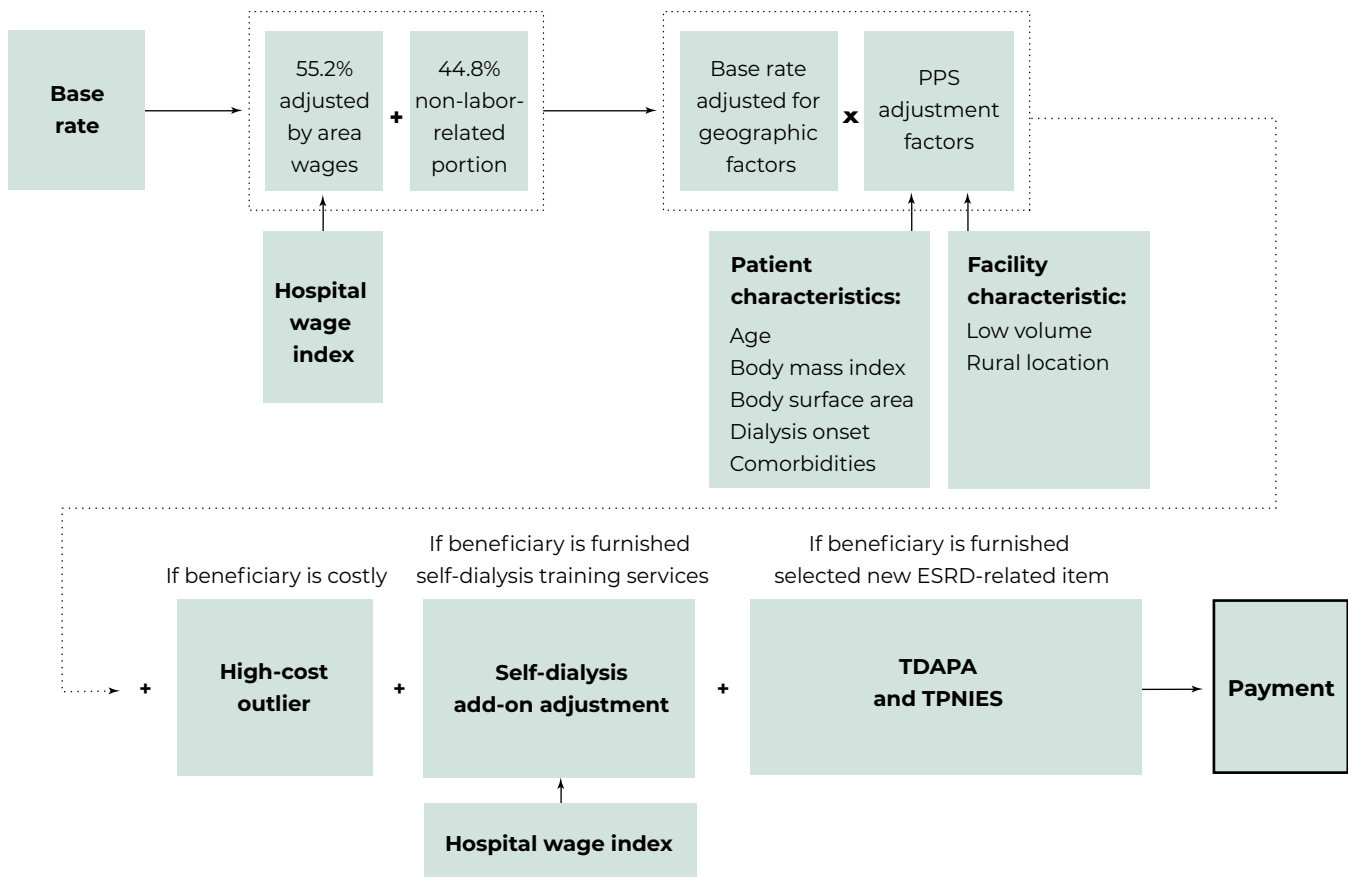 Base
rate
55.2%
adjusted
by area
wages
+
44.8%
non-labor-
related
portion
Base rate
adjusted for
geographic
factors
x
PPS
adjustment
factors
Hospital
wage
index
Patient
characteristics:
Age
Body mass index
Body surface area
Dialysis onset
Comorbidities
Facility
characteristic:
Low volume
Rural location
+
If beneficiary is costly
High-cost
outlier
+
If beneficiary is furnished
self-dialysis training services
Self-dialysis
add-on adjustment
Hospital wage index
+
If beneficiary is furnished
selected new ESRD-related item
TDAPA
and TPNIES
Payment